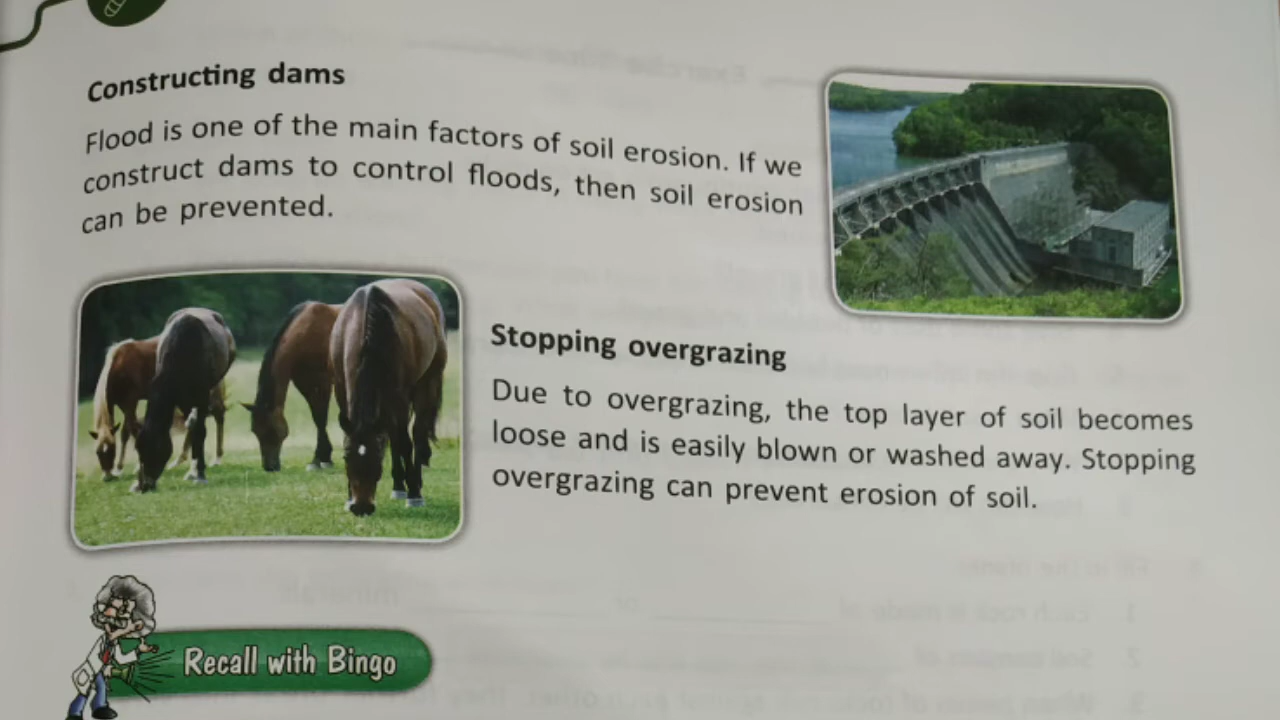 Constructing dams
Flood is one of the main factors of soil erosion. If we
construct dams to control floods, then soil erosion
can be prevented.
Stopping overgrazing
Due to overgrazing, the top layer of soil becomes
loose and is easily blown or washed away. Stopping
overgrazing can prevent erosion of soil.
Recall with Bingo